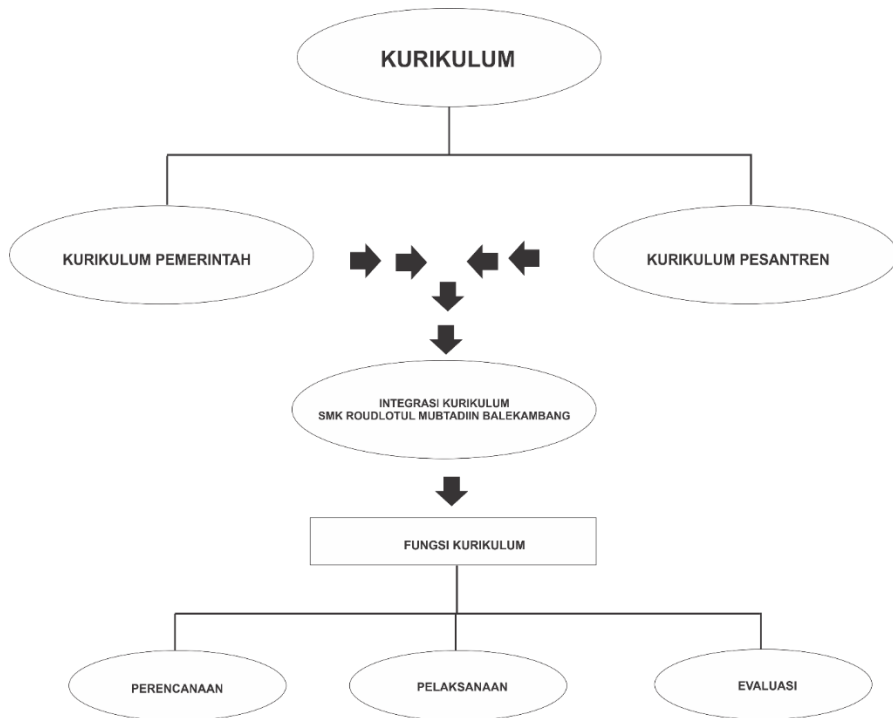 KURIKULUM
KURIKULUM PEMERINTAH
KURIKULUM PESANTREN
INTEGRASI KURIKULUM
SMK ROUDLOTUL MUBTADIIN BALEKAMBANG
FUNGSI KURIKULUM
PERENCANAAN
PELAKSANAAN
EVALUASI